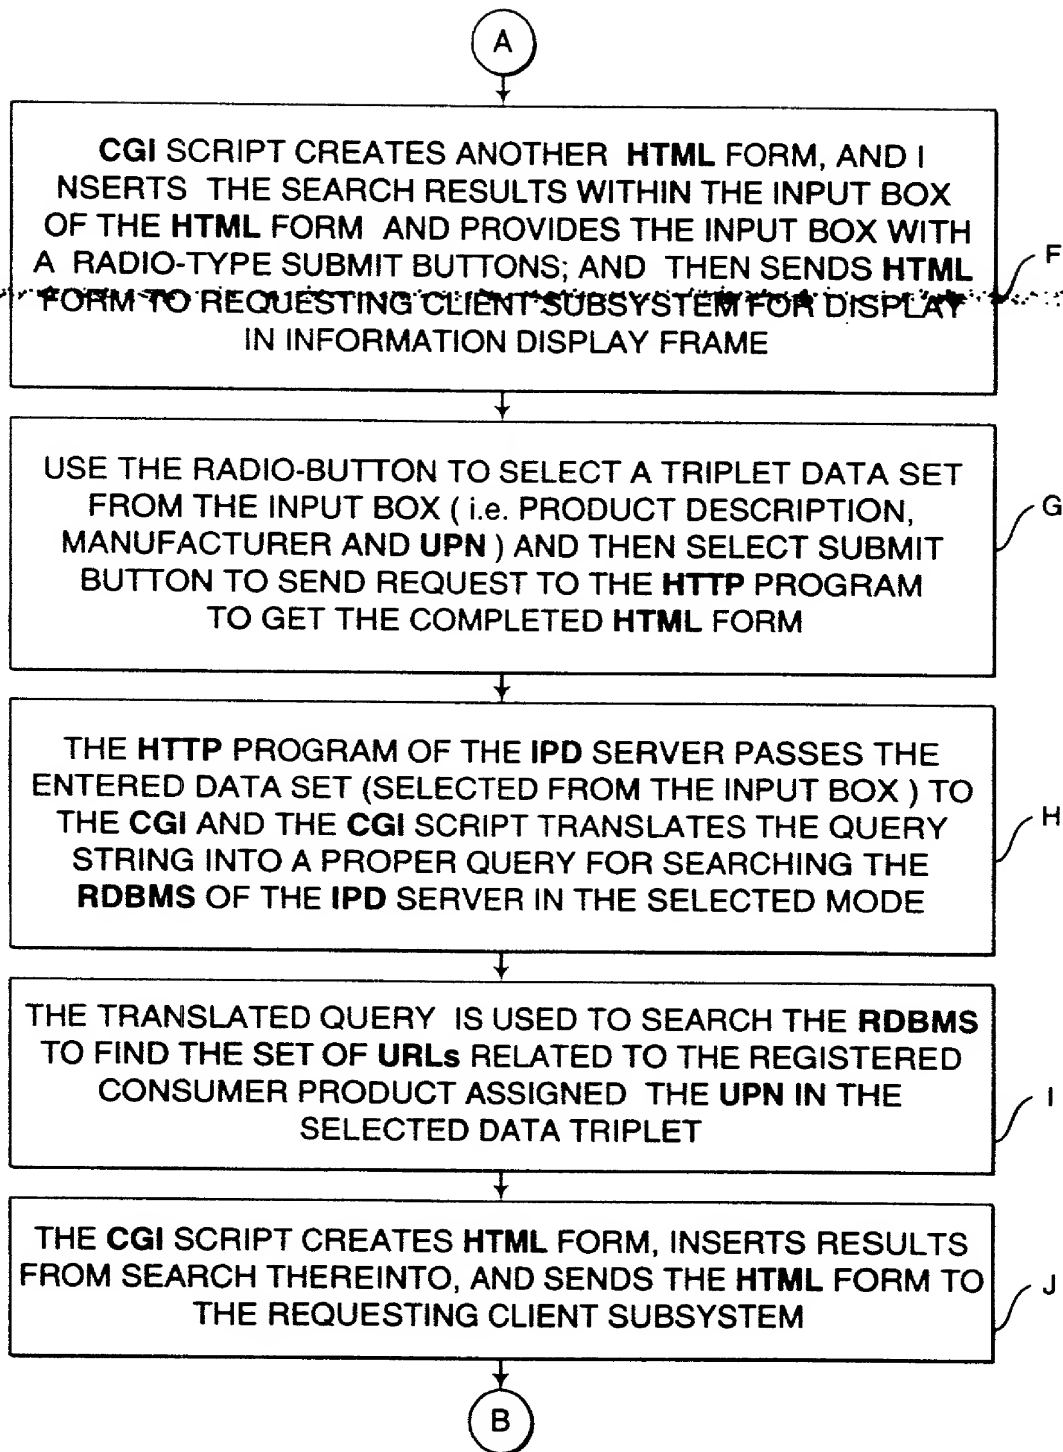 A
CGI SCRIPT CREATES ANOTHER HTML FORM, AND I
NSERTS THE SEARCH RESULTS WITHIN THE INPUT BOX
OF THE HTML FORM AND PROVIDES THE INPUT BOX WITH
A RADIO-TYPE SUBMIT BUTTONS; AND THEN SENDS HTML
FORM TO REQUESTING CLIENT SUBSYSTEM FOR DISPLAY
IN INFORMATION DISPLAY FRAME
F
USE THE RADIO-BUTTON TO SELECT A TRIPLET DATA SET
FROM THE INPUT BOX ( i.e. PRODUCT DESCRIPTION,
MANUFACTURER AND UPN ) AND THEN SELECT SUBMIT
BUTTON TO SEND REQUEST TO THE HTTP PROGRAM
TO GET THE COMPLETED HTML FORM
G
THE HTTP PROGRAM OF THE IPD SERVER PASSES THE
ENTERED DATA SET (SELECTED FROM THE INPUT BOX ) TO
THE CGI AND THE CGI SCRIPT TRANSLATES THE QUERY
STRING INTO A PROPER QUERY FOR SEARCHING THE
RDBMS OF THE IPD SERVER IN THE SELECTED MODE
H
THE TRANSLATED QUERY IS USED TO SEARCH THE RDBMS
TO FIND THE SET OF URLs RELATED TO THE REGISTERED
CONSUMER PRODUCT ASSIGNED THE UPN IN THE
SELECTED DATA TRIPLET
I
THE CGI SCRIPT CREATES HTML FORM, INSERTS RESULTS
FROM SEARCH THEREINTO, AND SENDS THE HTML FORM TO
THE REQUESTING CLIENT SUBSYSTEM
J
B